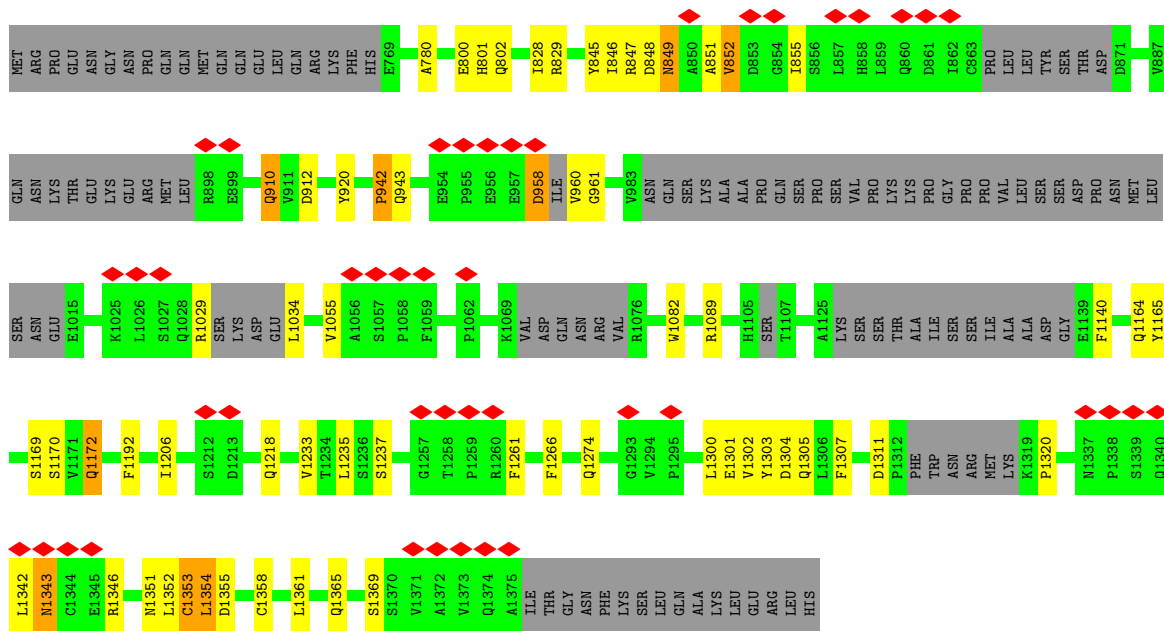 MET ARG PRO GLU ASN GLY ASN PRO GLN GLN MET GLN GLN GLU LEU GLN ARG LYS PHE HIS E769 A780 E800 H801 Q802 I828 R829 Y845 I846 R847 D848 N849 A850 A851 V852 D853 G854 I855 S856 L857 H858 L859 Q860 D861 I862 C863 PRO LEU LEU TYR SER THR ASP D871 V887
GLN ASN LYS THR GLU LYS GLU ARG MET LEU R898 E899 Q910 V911 D912 Y920 P942 Q943 E954 P955 E956 E957 D958 ILE V960 G961 V983 ASN GLN SER LYS ALA ALA PRO GLN PRO SER VAL PRO LYS LYS PRO GLY PRO PRO VAL LEU SER SER ASP PRO ASN MET LEU
SER ASN GLU E1015 K1025 L1026 S1027 Q1028 R1029 SER LYS ASP GLU L1034 V1055 A1056 S1057 P1058 F1059 P1062 K1069 VAL ASP GLN ASN ARG VAL R1076 W1082 R1089 H1105 SER T1107 A1125 LYS SER SER THR ALA ILE SER SER ILE ALA ALA ASP GLY E1139 F1140 Q1164 Y1165
S1169 S1170 V1171 Q1172 F1192 I1206 S1212 D1213 Q1218 V1233 T1234 L1235 S1236 S1237 G1257 T1258 P1259 R1260 F1261 F1266 Q1274 G1293 V1294 P1295 L1300 E1301 V1302 Y1303 D1304 Q1305 L1306 F1307 D1311 P1312 PHE TRP ASN ARG MET LYS K1319 P1320 N1337 P1338 S1339 Q1340
L1342 N1343 C1344 E1345 R1346 N1351 L1352 C1353 L1354 D1355 C1358 L1361 Q1365 S1369 S1370 V1371 A1372 V1373 Q1374 A1375 ILE THR GLY ASN PHE LYS SER LEU GLN ALA LYS LEU GLU ARG LEU HIS